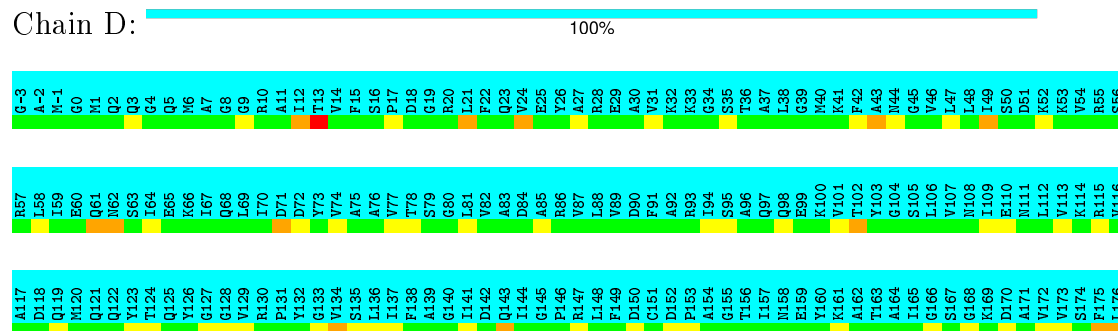 Chain D:
100%
G-3 A-2 M-1 G0 M1 Q2 Q3 G4 Q5 M6 A7 G8 G9 R10 A11 I12 T13 V14 F15 S16 P17 D18 G19 R20 L21 F22 Q23 V24 E25 Y26 A27 R28 E29 A30 V31 K32 K33 G34 S35 T36 A37 L38 G39 M40 K41 F42 A43 N44 G45 V46 L47 L48 I49 S50 D51 K52 K53 V54 R55 S56
R57 L58 I59 E60 Q61 N62 S63 I64 E65 K66 I67 Q68 L69 I70 D71 D72 Y73 V74 A75 A76 I77 T78 S79 G80 L81 V82 A83 D84 A85 R86 V87 L88 V89 D90 F91 A92 R93 I94 S95 A96 Q97 Q98 E99 K100 V101 T102 Y103 G104 S105 L106 V107 N108 I109 E110 N111 L112 V113 K114 R115 V116
A117 D118 Q119 M120 Q121 Q122 Y123 T124 Q125 Y126 G127 G128 V129 R130 P131 Y132 G133 V134 S135 L136 I137 F138 A139 G140 I141 D142 Q143 I144 G145 P146 R147 L148 F149 D150 C151 D152 P153 A154 G155 T156 I157 N158 E159 Y160 K161 A162 T163 A164 I165 G166 S167 G168 K169 D170 A171 V172 V173 S174 F175 L176